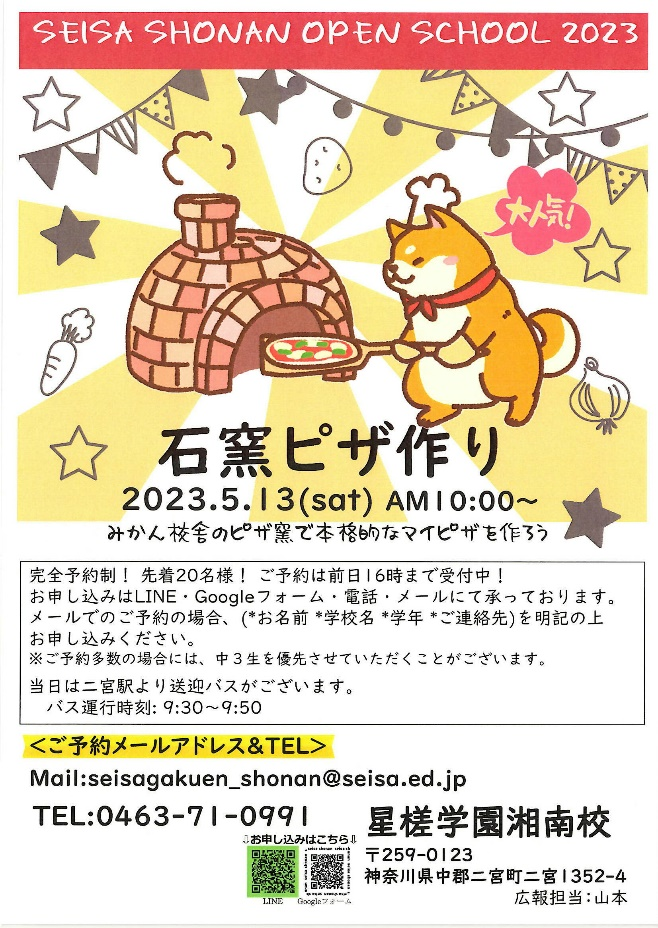 SEISA SHONAN OPEN SCHOOL 2023
大人気!
石窯ピザ作り
2023.5.13(sat) AM10:00～
みかん校舎のピザ窯で本格的なマイピザを作ろう
完全予約制！ 先着20名様！ ご予約は前日16時まで受付中！
お申し込みはLINE・Googleフォーム・電話・メールにて承っております。
メールでのご予約の場合、(*お名前 *学校名 *学年 *ご連絡先)を明記の上
お申し込みください。
※ご予約多数の場合には、中３生を優先させていただくことがございます。
当日は二宮駅より送迎バスがございます。
バス運行時刻: 9:30～9:50
＜ご予約メールアドレス&TEL＞
Mail:seisagakuen_shonan@seisa.ed.jp
TEL:0463-71-0991
星槎学園湘南校
⇩お申し込みはこちら⇩
〒259-0123
神奈川県中郡二宮町二宮1352-4
LINE Googleフォーム
広報担当:山本